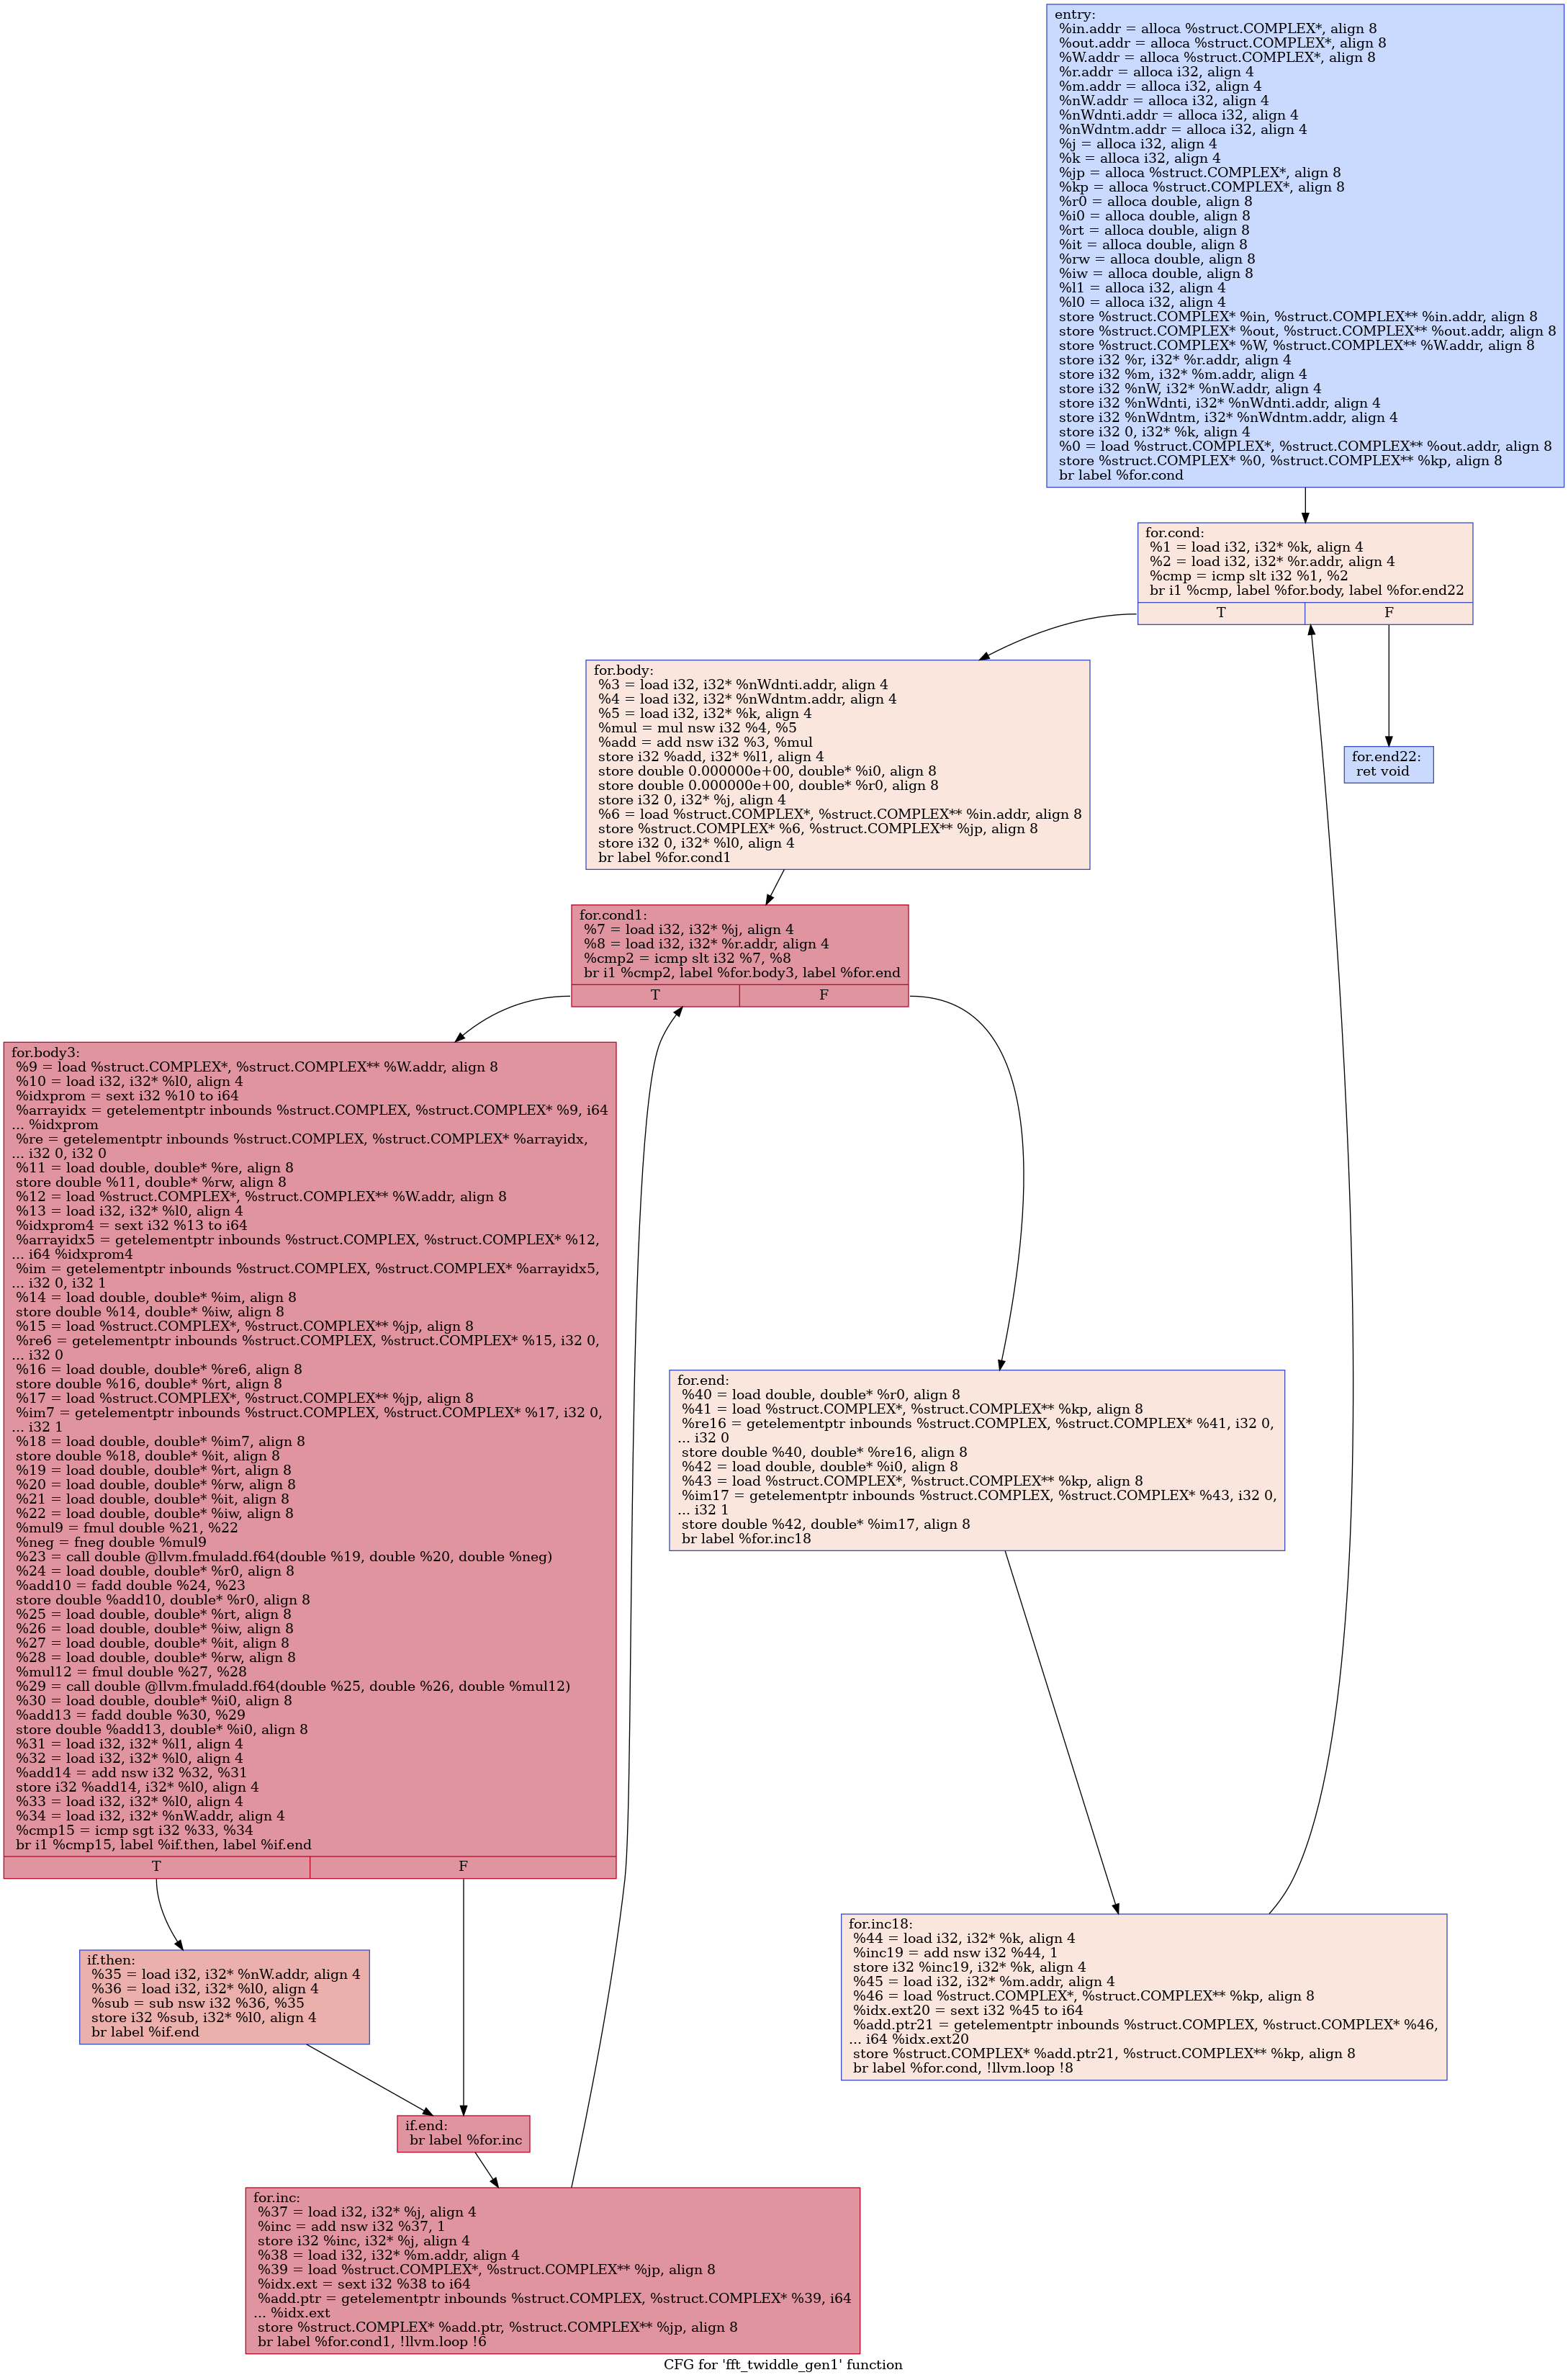 entry:
%in.addr = alloca %struct.COMPLEX*, align 8
%out.addr = alloca %struct.COMPLEX*, align 8
%W.addr = alloca %struct.COMPLEX*, align 8
%r.addr = alloca i32, align 4
%m.addr = alloca i32, align 4
%nW.addr = alloca i32, align 4
%nWdnti.addr = alloca i32, align 4
%nWdntm.addr = alloca i32, align 4
%j = alloca i32, align 4
%k = alloca i32, align 4
%jp = alloca %struct.COMPLEX*, align 8
%kp = alloca %struct.COMPLEX*, align 8
%r0 = alloca double, align 8
%i0 = alloca double, align 8
%rt = alloca double, align 8
%it = alloca double, align 8
%rw = alloca double, align 8
%iw = alloca double, align 8
%l1 = alloca i32, align 4
%l0 = alloca i32, align 4
store %struct.COMPLEX* %in, %struct.COMPLEX** %in.addr, align 8
store %struct.COMPLEX* %out, %struct.COMPLEX** %out.addr, align 8
store %struct.COMPLEX* %W, %struct.COMPLEX** %W.addr, align 8
store i32 %r, i32* %r.addr, align 4
store i32 %m, i32* %m.addr, align 4
store i32 %nW, i32* %nW.addr, align 4
store i32 %nWdnti, i32* %nWdnti.addr, align 4
store i32 %nWdntm, i32* %nWdntm.addr, align 4
store i32 0, i32* %k, align 4
%0 = load %struct.COMPLEX*, %struct.COMPLEX** %out.addr, align 8
store %struct.COMPLEX* %0, %struct.COMPLEX** %kp, align 8
br label %for.cond
for.cond:
%1 = load i32, i32* %k, align 4
%2 = load i32, i32* %r.addr, align 4
%cmp = icmp slt i32 %1, %2
br i1 %cmp, label %for.body, label %for.end22
T F
for.body:
%3 = load i32, i32* %nWdnti.addr, align 4
%4 = load i32, i32* %nWdntm.addr, align 4
%5 = load i32, i32* %k, align 4
%mul = mul nsw i32 %4, %5
%add = add nsw i32 %3, %mul
store i32 %add, i32* %l1, align 4
store double 0.000000e+00, double* %i0, align 8
store double 0.000000e+00, double* %r0, align 8
store i32 0, i32* %j, align 4
%6 = load %struct.COMPLEX*, %struct.COMPLEX** %in.addr, align 8
store %struct.COMPLEX* %6, %struct.COMPLEX** %jp, align 8
store i32 0, i32* %l0, align 4
br label %for.cond1
for.end22:
ret void
for.cond1:
%7 = load i32, i32* %j, align 4
%8 = load i32, i32* %r.addr, align 4
%cmp2 = icmp slt i32 %7, %8
br i1 %cmp2, label %for.body3, label %for.end
T F
for.body3:
%9 = load %struct.COMPLEX*, %struct.COMPLEX** %W.addr, align 8
%10 = load i32, i32* %l0, align 4
%idxprom = sext i32 %10 to i64
%arrayidx = getelementptr inbounds %struct.COMPLEX, %struct.COMPLEX* %9, i64
... %idxprom
%re = getelementptr inbounds %struct.COMPLEX, %struct.COMPLEX* %arrayidx,
... i32 0, i32 0
%11 = load double, double* %re, align 8
store double %11, double* %rw, align 8
%12 = load %struct.COMPLEX*, %struct.COMPLEX** %W.addr, align 8
%13 = load i32, i32* %l0, align 4
%idxprom4 = sext i32 %13 to i64
%arrayidx5 = getelementptr inbounds %struct.COMPLEX, %struct.COMPLEX* %12,
... i64 %idxprom4
%im = getelementptr inbounds %struct.COMPLEX, %struct.COMPLEX* %arrayidx5,
... i32 0, i32 1
%14 = load double, double* %im, align 8
store double %14, double* %iw, align 8
%15 = load %struct.COMPLEX*, %struct.COMPLEX** %jp, align 8
%re6 = getelementptr inbounds %struct.COMPLEX, %struct.COMPLEX* %15, i32 0,
... i32 0
%16 = load double, double* %re6, align 8
store double %16, double* %rt, align 8
%17 = load %struct.COMPLEX*, %struct.COMPLEX** %jp, align 8
%im7 = getelementptr inbounds %struct.COMPLEX, %struct.COMPLEX* %17, i32 0,
... i32 1
%18 = load double, double* %im7, align 8
store double %18, double* %it, align 8
%19 = load double, double* %rt, align 8
%20 = load double, double* %rw, align 8
%21 = load double, double* %it, align 8
%22 = load double, double* %iw, align 8
%mul9 = fmul double %21, %22
%neg = fneg double %mul9
%23 = call double @llvm.fmuladd.f64(double %19, double %20, double %neg)
%24 = load double, double* %r0, align 8
%add10 = fadd double %24, %23
store double %add10, double* %r0, align 8
%25 = load double, double* %rt, align 8
%26 = load double, double* %iw, align 8
%27 = load double, double* %it, align 8
%28 = load double, double* %rw, align 8
%mul12 = fmul double %27, %28
%29 = call double @llvm.fmuladd.f64(double %25, double %26, double %mul12)
%30 = load double, double* %i0, align 8
%add13 = fadd double %30, %29
store double %add13, double* %i0, align 8
%31 = load i32, i32* %l1, align 4
%32 = load i32, i32* %l0, align 4
%add14 = add nsw i32 %32, %31
store i32 %add14, i32* %l0, align 4
%33 = load i32, i32* %l0, align 4
%34 = load i32, i32* %nW.addr, align 4
%cmp15 = icmp sgt i32 %33, %34
br i1 %cmp15, label %if.then, label %if.end
T F
for.end:
%40 = load double, double* %r0, align 8
%41 = load %struct.COMPLEX*, %struct.COMPLEX** %kp, align 8
%re16 = getelementptr inbounds %struct.COMPLEX, %struct.COMPLEX* %41, i32 0,
... i32 0
store double %40, double* %re16, align 8
%42 = load double, double* %i0, align 8
%43 = load %struct.COMPLEX*, %struct.COMPLEX** %kp, align 8
%im17 = getelementptr inbounds %struct.COMPLEX, %struct.COMPLEX* %43, i32 0,
... i32 1
store double %42, double* %im17, align 8
br label %for.inc18
for.inc18:
%44 = load i32, i32* %k, align 4
%inc19 = add nsw i32 %44, 1
store i32 %inc19, i32* %k, align 4
%45 = load i32, i32* %m.addr, align 4
%46 = load %struct.COMPLEX*, %struct.COMPLEX** %kp, align 8
%idx.ext20 = sext i32 %45 to i64
%add.ptr21 = getelementptr inbounds %struct.COMPLEX, %struct.COMPLEX* %46,
... i64 %idx.ext20
store %struct.COMPLEX* %add.ptr21, %struct.COMPLEX** %kp, align 8
br label %for.cond, !llvm.loop !8
if.then:
%35 = load i32, i32* %nW.addr, align 4
%36 = load i32, i32* %l0, align 4
%sub = sub nsw i32 %36, %35
store i32 %sub, i32* %l0, align 4
br label %if.end
if.end:
br label %for.inc
for.inc:
%37 = load i32, i32* %j, align 4
%inc = add nsw i32 %37, 1
store i32 %inc, i32* %j, align 4
%38 = load i32, i32* %m.addr, align 4
%39 = load %struct.COMPLEX*, %struct.COMPLEX** %jp, align 8
%idx.ext = sext i32 %38 to i64
%add.ptr = getelementptr inbounds %struct.COMPLEX, %struct.COMPLEX* %39, i64
... %idx.ext
store %struct.COMPLEX* %add.ptr, %struct.COMPLEX** %jp, align 8
br label %for.cond1, !llvm.loop !6
CFG for 'fft_twiddle_gen1' function